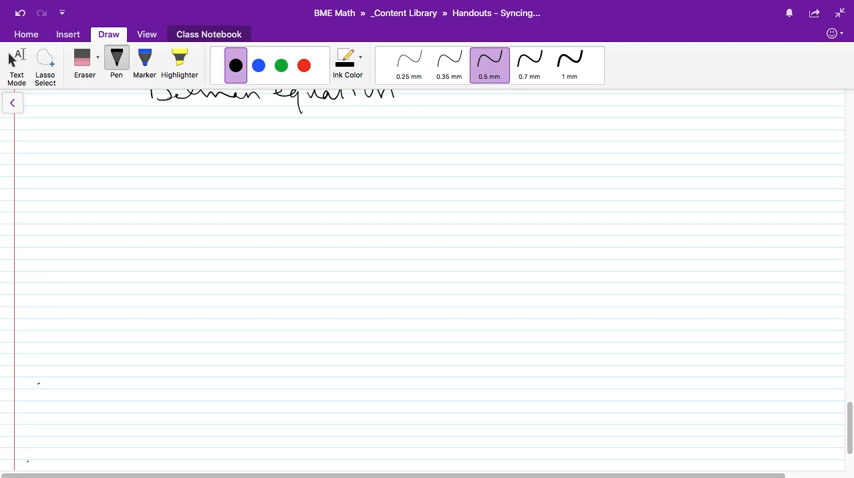 BME Math » _Content Library » Handouts - Syncing...
Home Insert Draw View Class Notebook
Text Mode
Lasso Select
Eraser
Pen
Marker
Highlighter
Ink Color
0.25 mm
0.35 mm
0.5 mm
0.7 mm
1 mm
equation